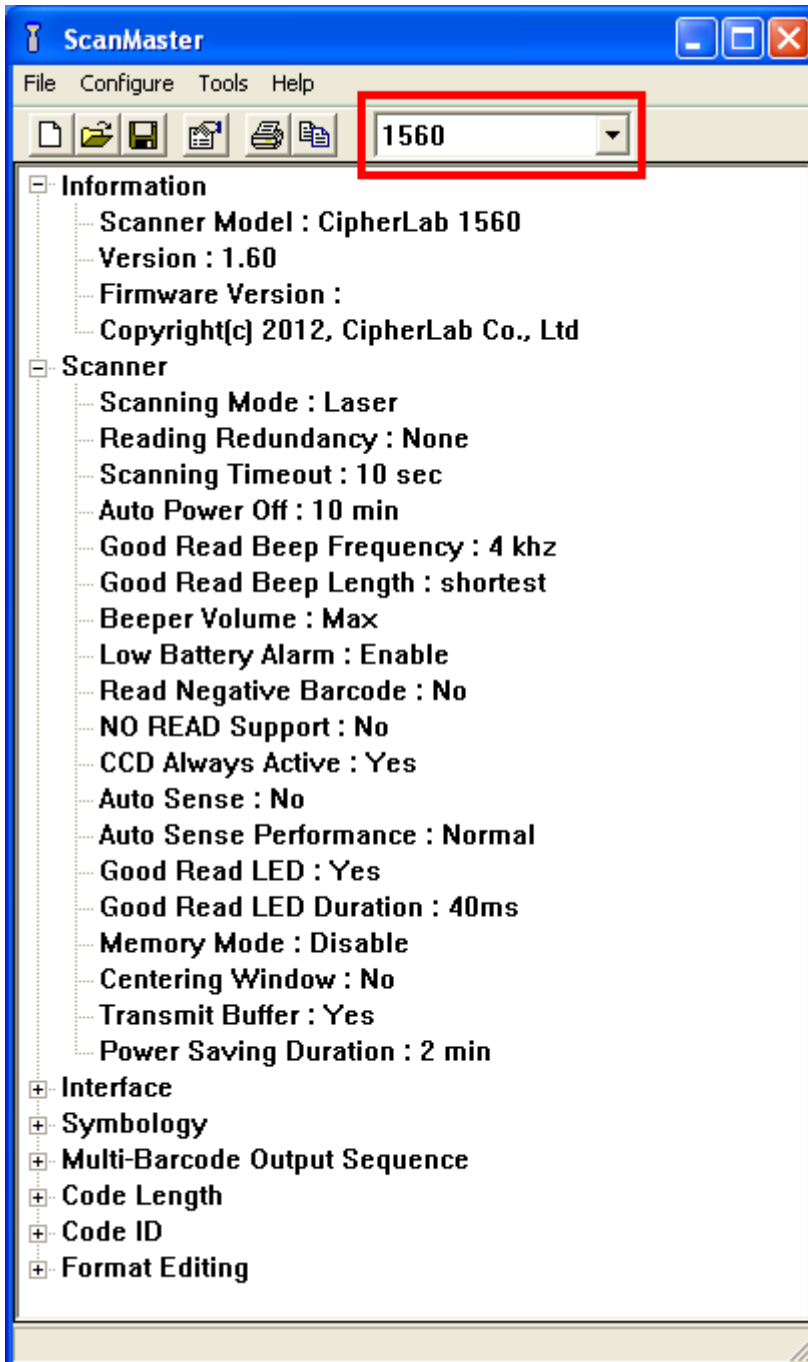 ScanMaster
File Configure Tools Help
1560
Information
Scanner Model : CipherLab 1560
Version : 1.60
Firmware Version :
Copyright(c) 2012, CipherLab Co., Ltd
Scanner
Scanning Mode : Laser
Reading Redundancy : None
Scanning Timeout : 10 sec
Auto Power Off : 10 min
Good Read Beep Frequency : 4 khz
Good Read Beep Length : shortest
Beeper Volume : Max
Low Battery Alarm : Enable
Read Negative Barcode : No
NO READ Support : No
CCD Always Active : Yes
Auto Sense : No
Auto Sense Performance : Normal
Good Read LED : Yes
Good Read LED Duration : 40ms
Memory Mode : Disable
Centering Window : No
Transmit Buffer : Yes
Power Saving Duration : 2 min
Interface
Symbology
Multi-Barcode Output Sequence
Code Length
Code ID
Format Editing